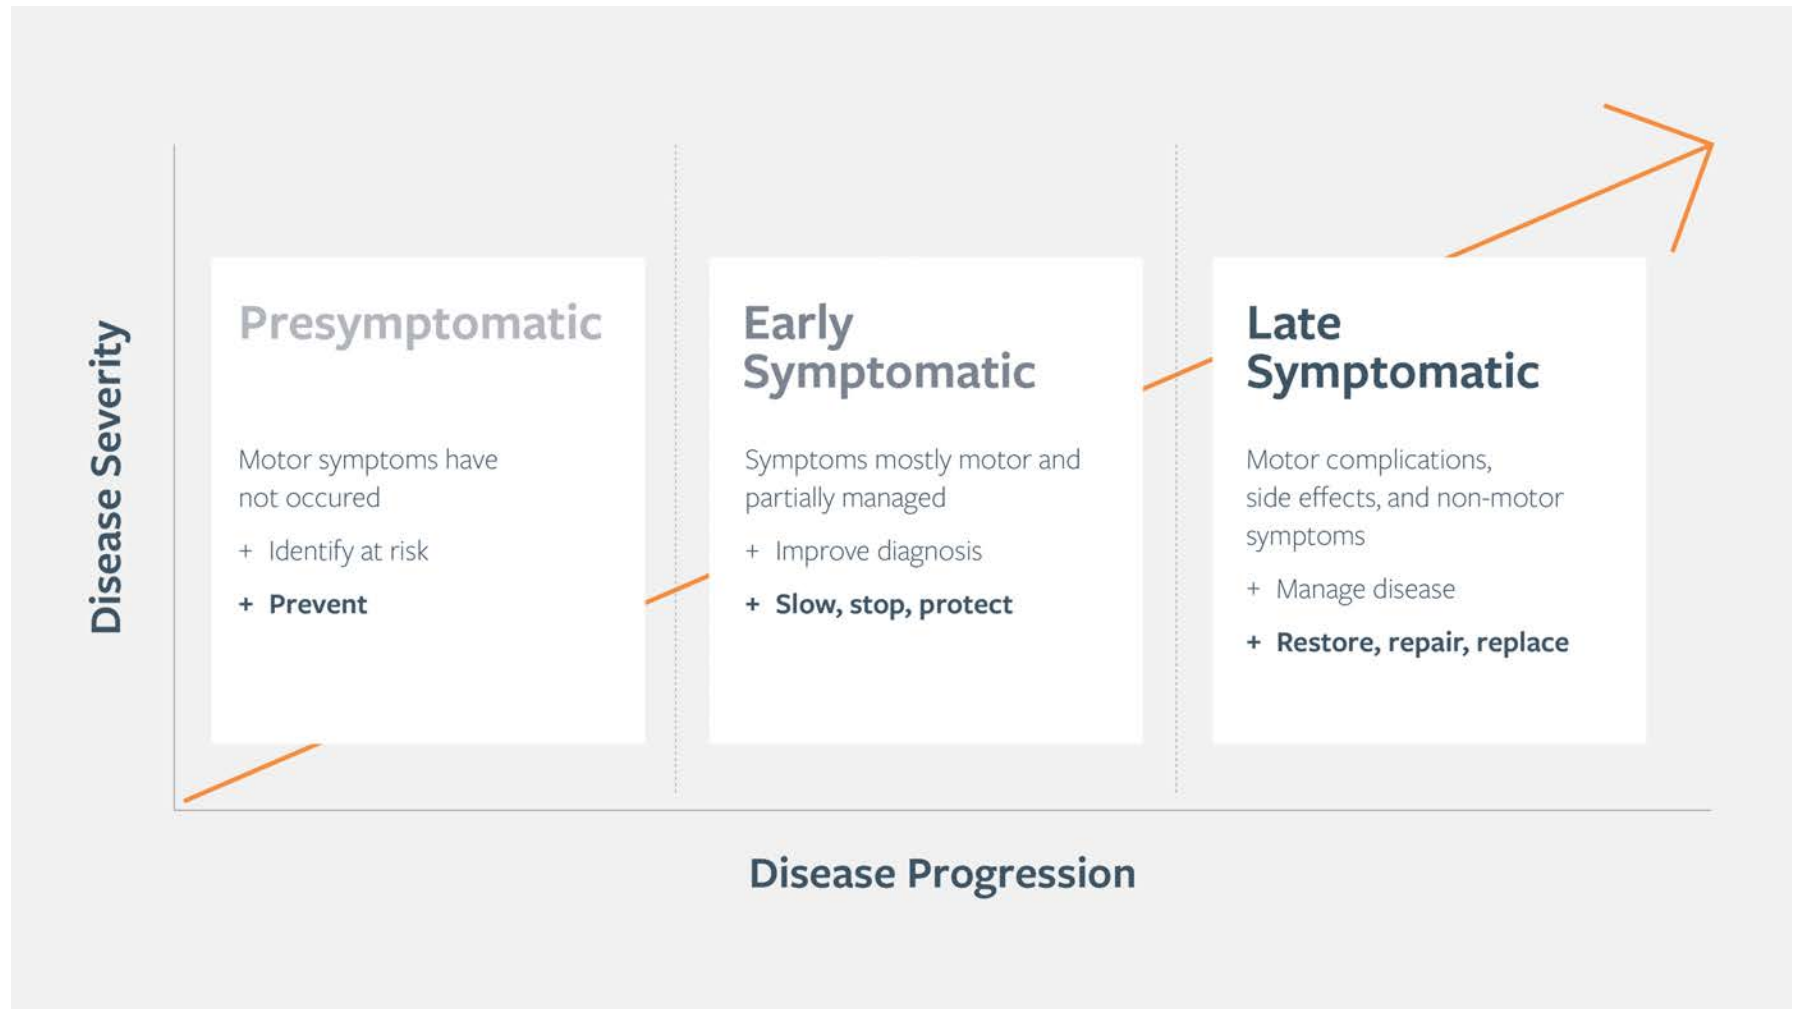 Disease Severity
Presymptomatic
Motor symptoms have
not occured
+ Identify at risk
+ Prevent
Early
Symptomatic
Symptoms mostly motor and
partially managed
+ Improve diagnosis
+ Slow, stop, protect
Late
Symptomatic
Motor complications,
side effects, and non-motor
symptoms
+ Manage disease
+ Restore, repair, replace
Disease Progression